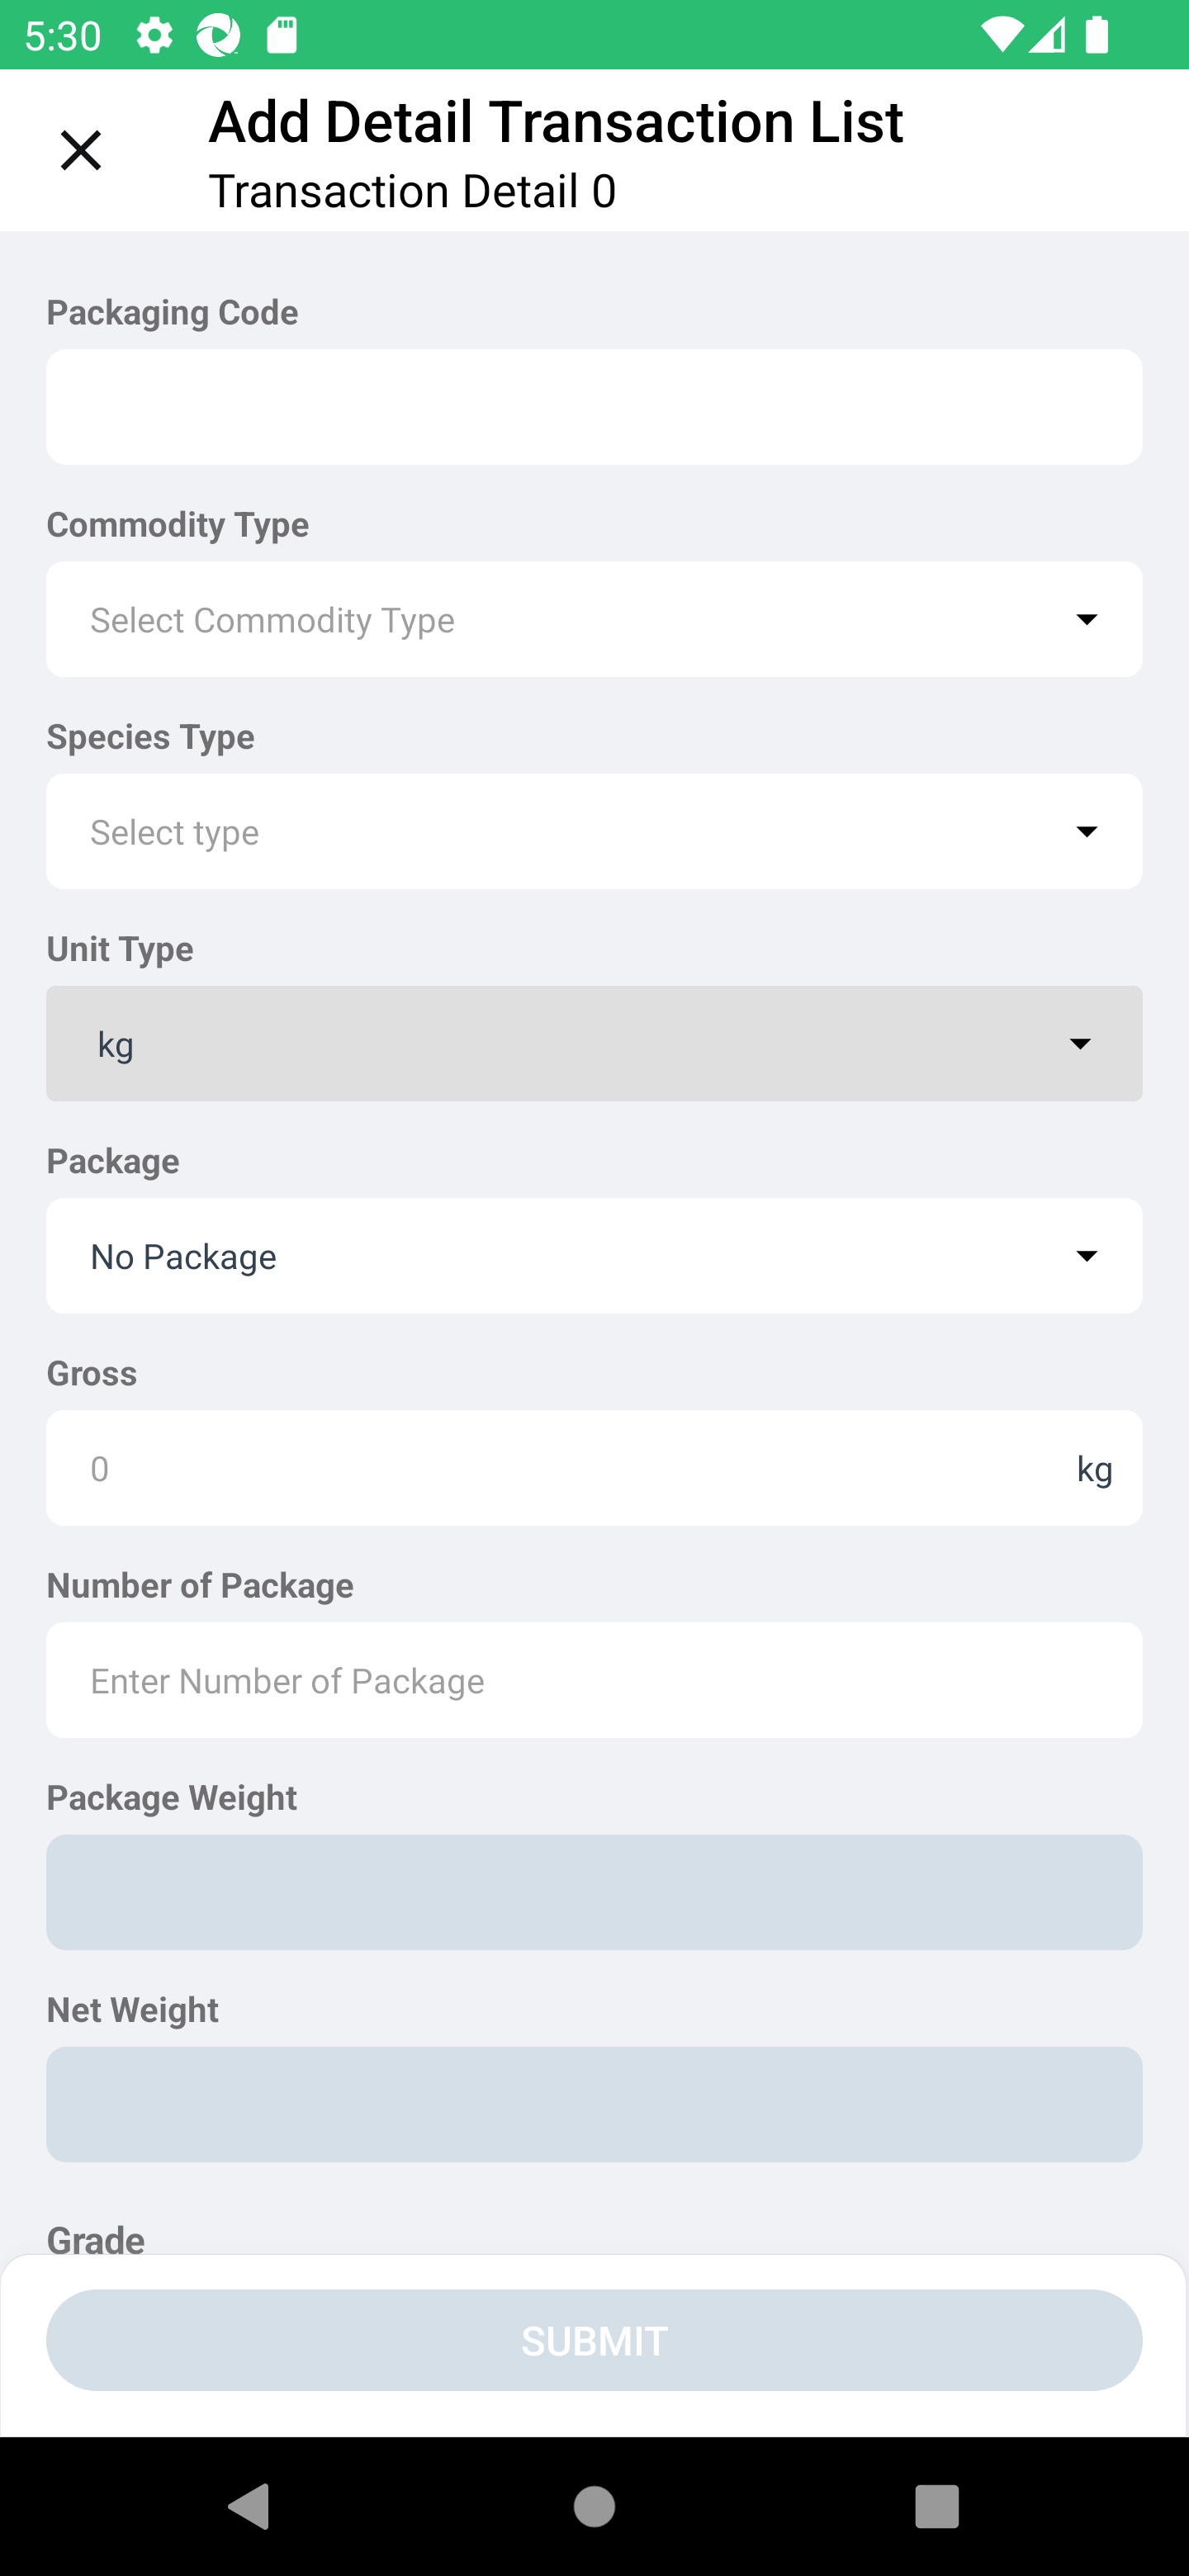 5:30
Add Detail Transaction List
Transaction Detail 0
Packaging Code
Commodity Type
Select Commodity Type
Species Type
Select type
Unit Type
kg
Package
No Package
Gross
0 kg
Number of Package
Enter Number of Package
Package Weight
Net Weight
Grade
SUBMIT